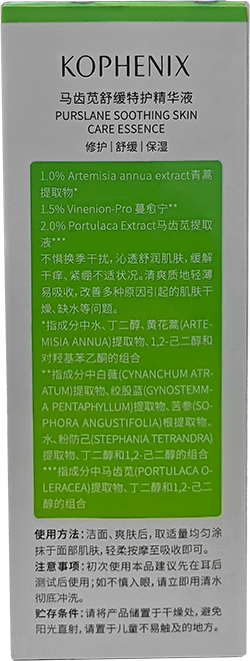 KOPHENIX
马齿苋舒缓特护精华液
PURSLANE SOOTHING SKIN
CARE ESSENCE
修护|舒缓|保湿
1.0% Artemisia annua extract青蒿
提取物*
1.5% Vinenion-Pro 蔓愈宁**
2.0% Portulaca Extract马齿苋提取
液***
不惧换季干扰，沁透舒润肌肤，缓解
干痒、紧绷不适状况。清爽质地轻薄
易吸收，改善多种原因引起的肌肤干
燥、缺水等问题。
*指成分中水、丁二醇、黄花蒿(ARTE-
MISIA ANNUA)提取物、1,2-己二醇和
对羟基苯乙酮的组合
**指成分中白薇(CYNANCHUM ATR-
ATUM)提取物、绞股蓝(GYNOSTEMM-
A PENTAPHYLLUM)提取物、苦参(SO-
PHORA ANGUSTIFOLIA)根提取物、
水、粉防己(STEPHANIA TETRANDRA)
提取物、丁二醇和1,2-己二醇的组合
***指成分中马齿苋(PORTULACA O-
LERACEA)提取物、丁二醇和1,2-己二
醇的组合
使用方法：洁面、爽肤后，取适量均匀涂
抹于面部肌肤，轻柔按摩至吸收即可。
注意事项：初次使用本品建议先在耳后
测试后使用；如不慎入眼，请立即用清水
彻底冲洗。
贮存条件：请将产品储置于干燥处，避免
阳光直射，请置于儿童不易触及的地方。